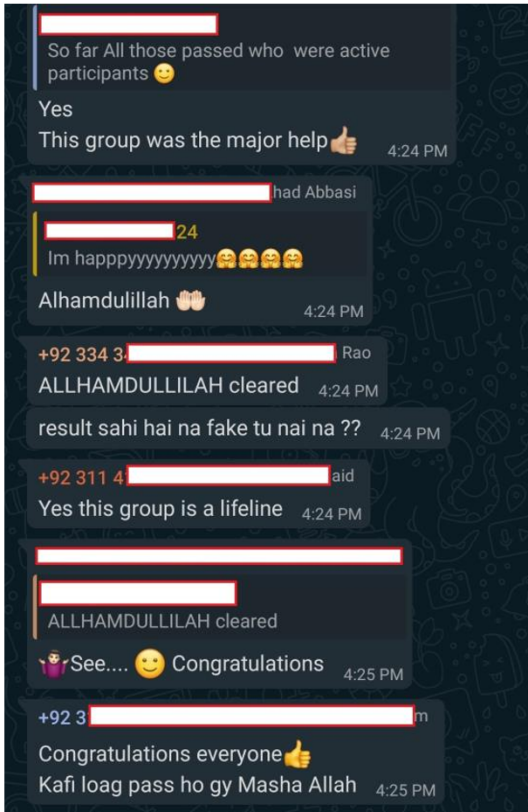 So far All those passed who were active
participants 🙂
Yes
This group was the major help👍🏼
4:24 PM
had Abbasi
24
Im happpyyyyyyyyyy🤗🤗🤗🤗
Alhamdulillah 🤲🏻
4:24 PM
+92 334 3
Rao
ALLHAMDULLILAH cleared 4:24 PM
result sahi hai na fake tu nai na ?? 4:24 PM
+92 311 4
aid
Yes this group is a lifeline 4:24 PM
ALLHAMDULLILAH cleared
🤷🏻‍♀️See.... 🙂 Congratulations
4:25 PM
+92 3
m
Congratulations everyone👍
Kafi loag pass ho gy Masha Allah 4:25 PM